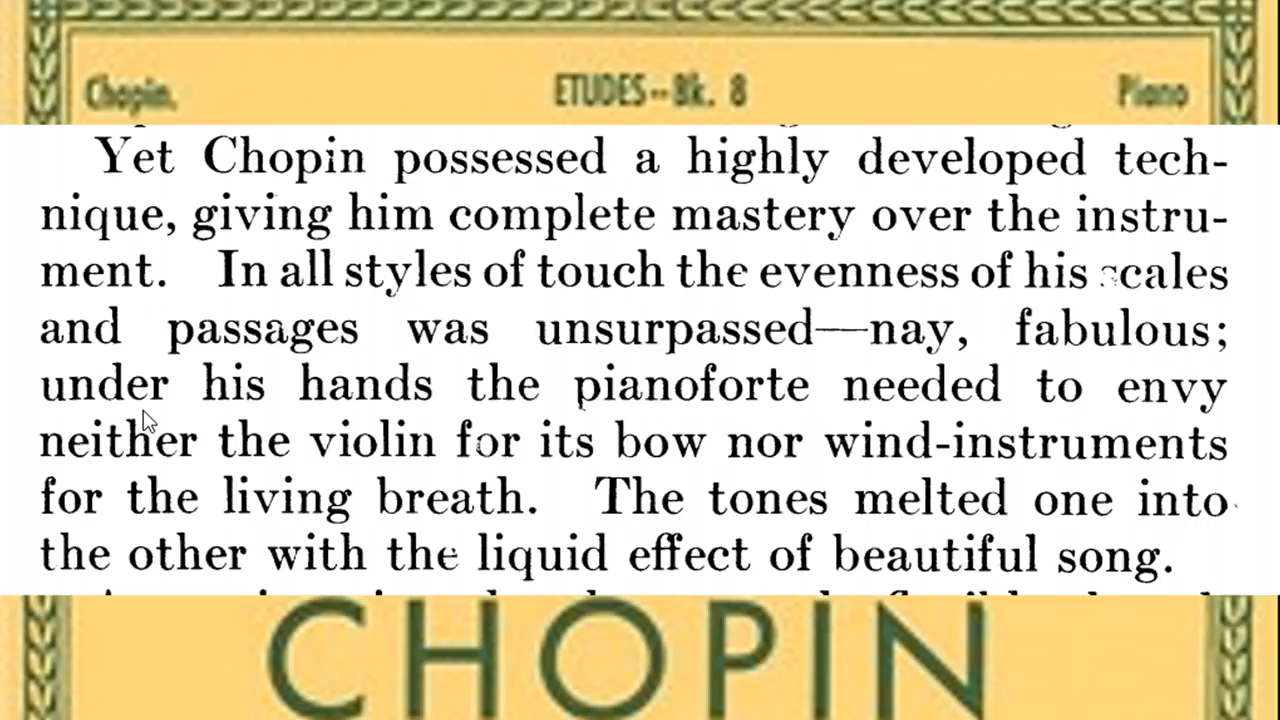 Chopin. ETUDES--Bk. 8 Piano
Yet Chopin possessed a highly developed tech-
nique, giving him complete mastery over the instru-
ment. In all styles of touch the evenness of his scales
and passages was unsurpassed—nay, fabulous;
under his hands the pianoforte needed to envy
neither the violin for its bow nor wind-instruments
for the living breath. The tones melted one into
the other with the liquid effect of beautiful song.
CHOPIN